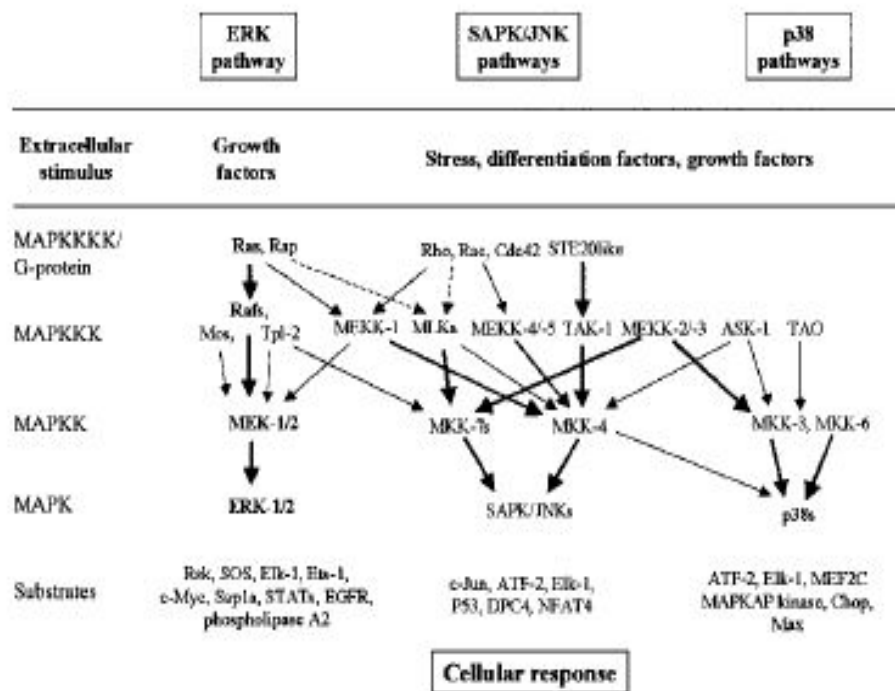 ERK
pathway
SAPK/JNK
pathways
p38
pathways
Extracellular
stimulus
Growth
factors
Stress, differentiation factors, growth factors
MAPKKKK/
G-protein
Ras, Rap
Rho, Rac, Cdc42 STE20like
Rafs,
MAPKKK
Mos, Tpl-2
MEKK-1 MLKs MEKK-4/-5 TAK-1 MEKK-2/-3 ASK-1 TAO
MAPKK
MEK-1/2
MKK-7s
MKK-4
MKK-3, MKK-6
MAPK
ERK-1/2
SAPK/JNKs
p38s
Substrates
Rsk, SOS, Elk-1, Ets-1,
c-Myc, Sap1a, STATs, EGFR,
phospholipase A2
c-Jun, ATF-2, Elk-1,
P53, DPC4, NFAT4
ATF-2, Elk-1, MEF2C
MAPKAP kinase, Chop,
Max
Cellular response